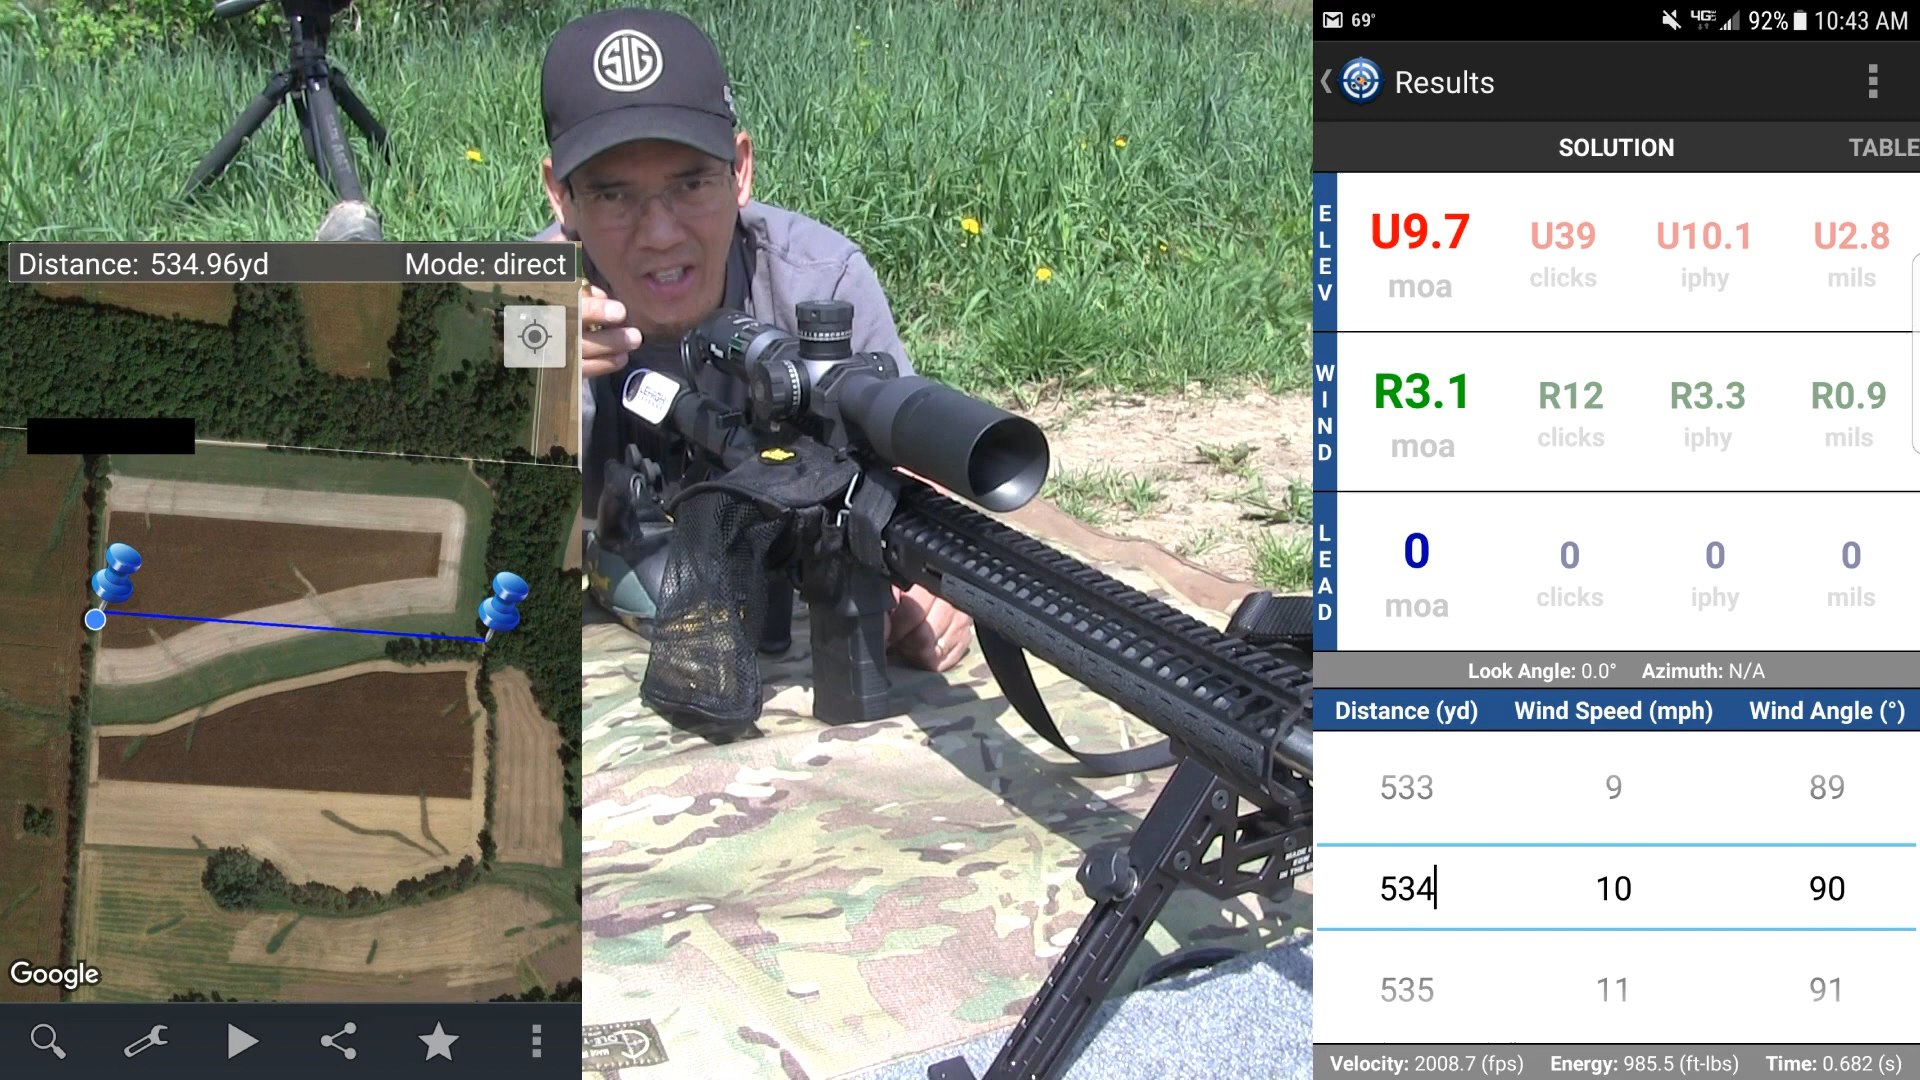 Distance: 534.96yd
Mode: direct
Google
SIG
LEHIGH
69°
4G
92%
10:43 AM
Results
SOLUTION
TABLE
ELEV
U9.7
U39
U10.1
U2.8
moa
clicks
iphy
mils
WIND
R3.1
R12
R3.3
R0.9
moa
clicks
iphy
mils
LEAD
0
0
0
0
moa
clicks
iphy
mils
Look Angle: 0.0° Azimuth: N/A
Distance (yd) Wind Speed (mph) Wind Angle (°)
533 9 89
534 10 90
535 11 91
Velocity: 2008.7 (fps) Energy: 985.5 (ft-lbs) Time: 0.682 (s)